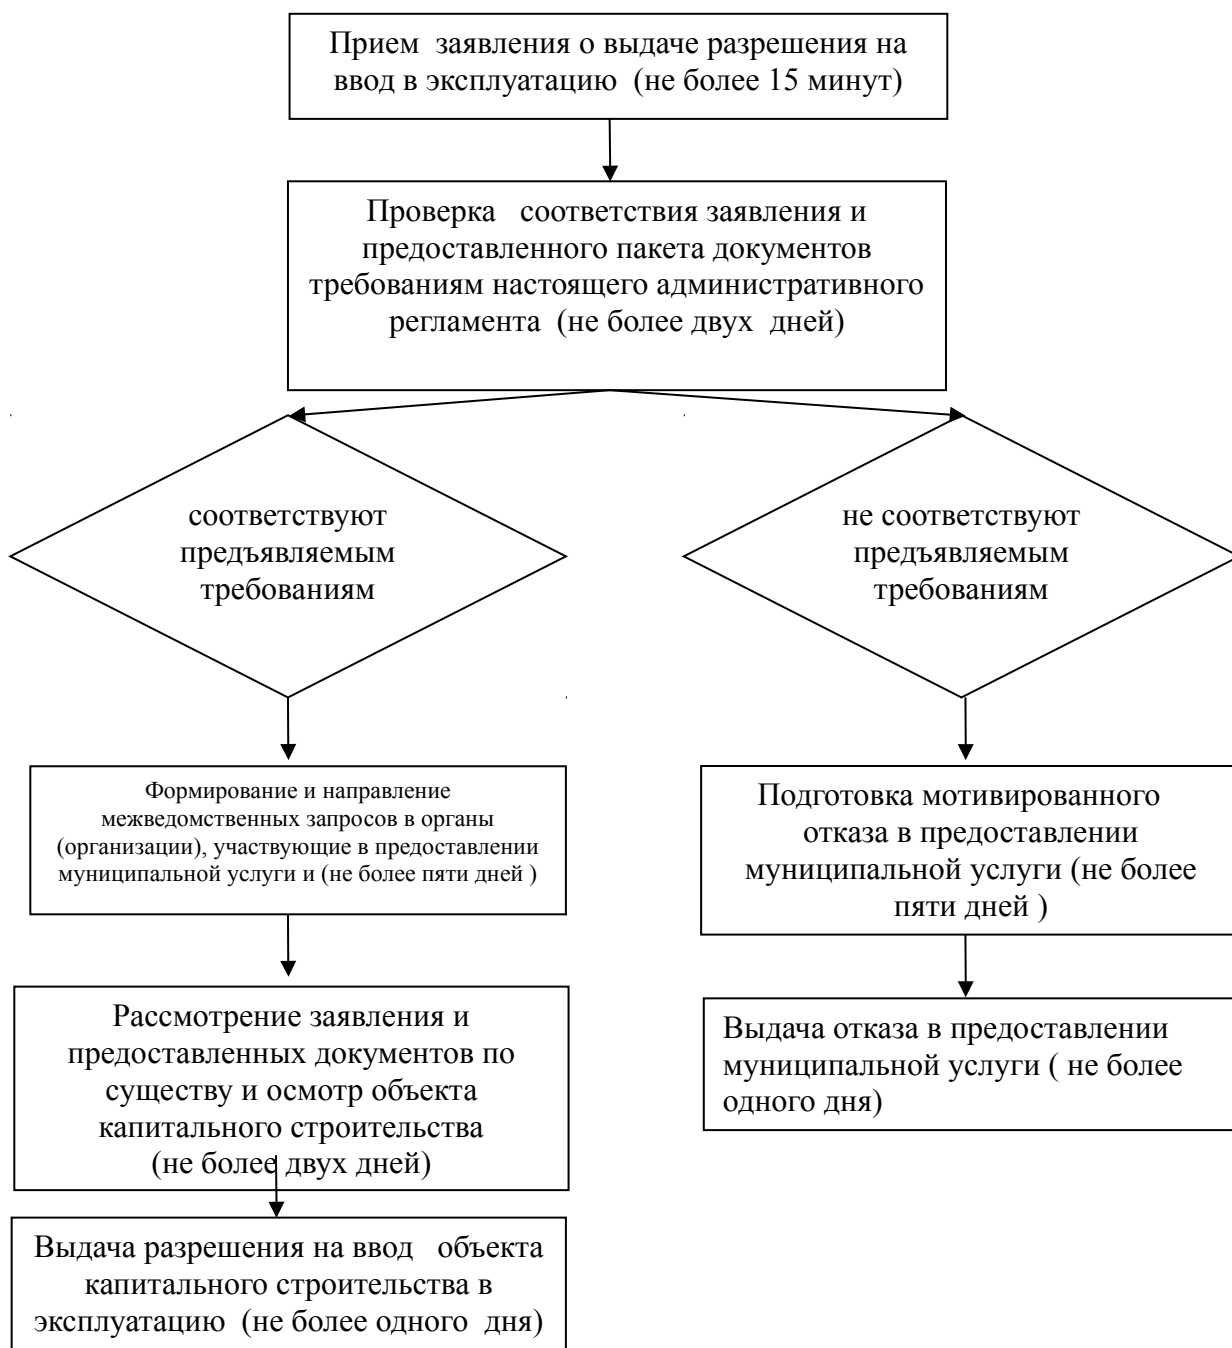 Прием заявления о выдаче разрешения на
ввод в эксплуатацию (не более 15 минут)
Проверка соответствия заявления и
предоставленного пакета документов
требованиям настоящего административного
регламента (не более двух дней)
соответствуют
предъявляемым
требованиям
не соответствуют
предъявляемым
требованиям
Формирование и направление
межведомственных запросов в органы
(организации), участвующие в предоставлении
муниципальной услуги и (не более пяти дней )
Подготовка мотивированного
отказа в предоставлении
муниципальной услуги (не более
пяти дней )
Рассмотрение заявления и
предоставленных документов по
существу и осмотр объекта
капитального строительства
(не более двух дней)
Выдача отказа в предоставлении
муниципальной услуги ( не более
одного дня)
Выдача разрешения на ввод объекта
капитального строительства в
эксплуатацию (не более одного дня)